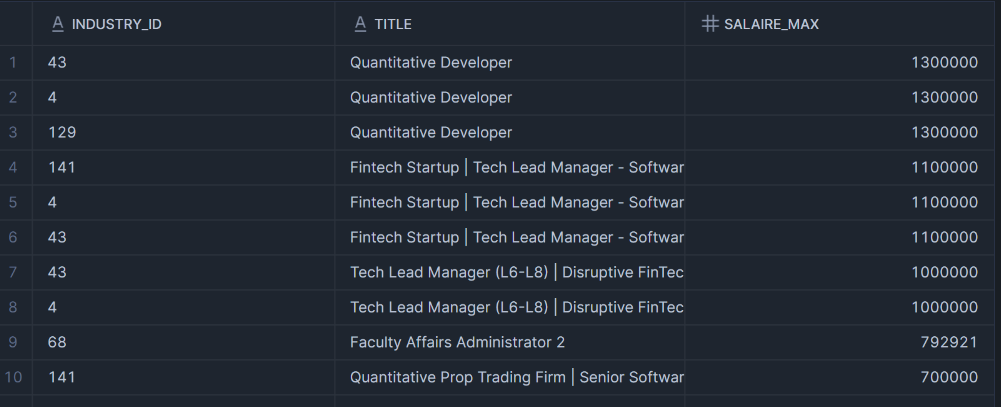 A INDUSTRY_ID A TITLE # SALAIRE_MAX
1 43 Quantitative Developer 1300000
2 4 Quantitative Developer 1300000
3 129 Quantitative Developer 1300000
4 141 Fintech Startup | Tech Lead Manager - Softwar 1100000
5 4 Fintech Startup | Tech Lead Manager - Softwar 1100000
6 43 Fintech Startup | Tech Lead Manager - Softwar 1100000
7 43 Tech Lead Manager (L6-L8) | Disruptive FinTec 1000000
8 4 Tech Lead Manager (L6-L8) | Disruptive FinTec 1000000
9 68 Faculty Affairs Administrator 2 792921
10 141 Quantitative Prop Trading Firm | Senior Softwar 700000